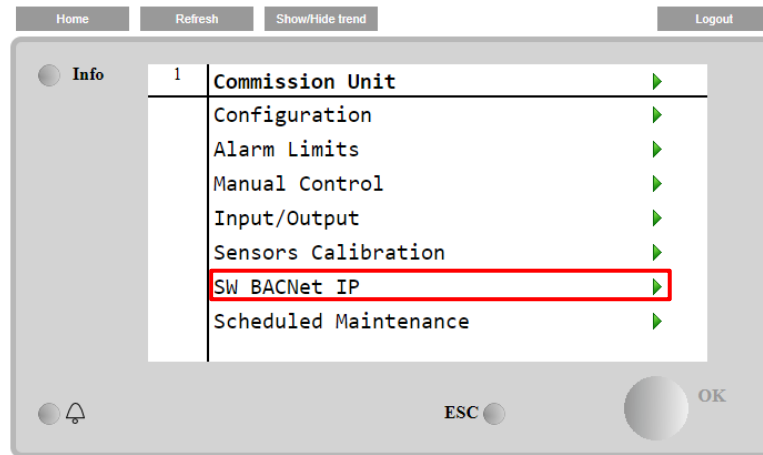 Home Refresh Show/Hide trend Logout
Info 1 Commission Unit
Configuration
Alarm Limits
Manual Control
Input/Output
Sensors Calibration
SW BACNet IP
Scheduled Maintenance
ESC OK